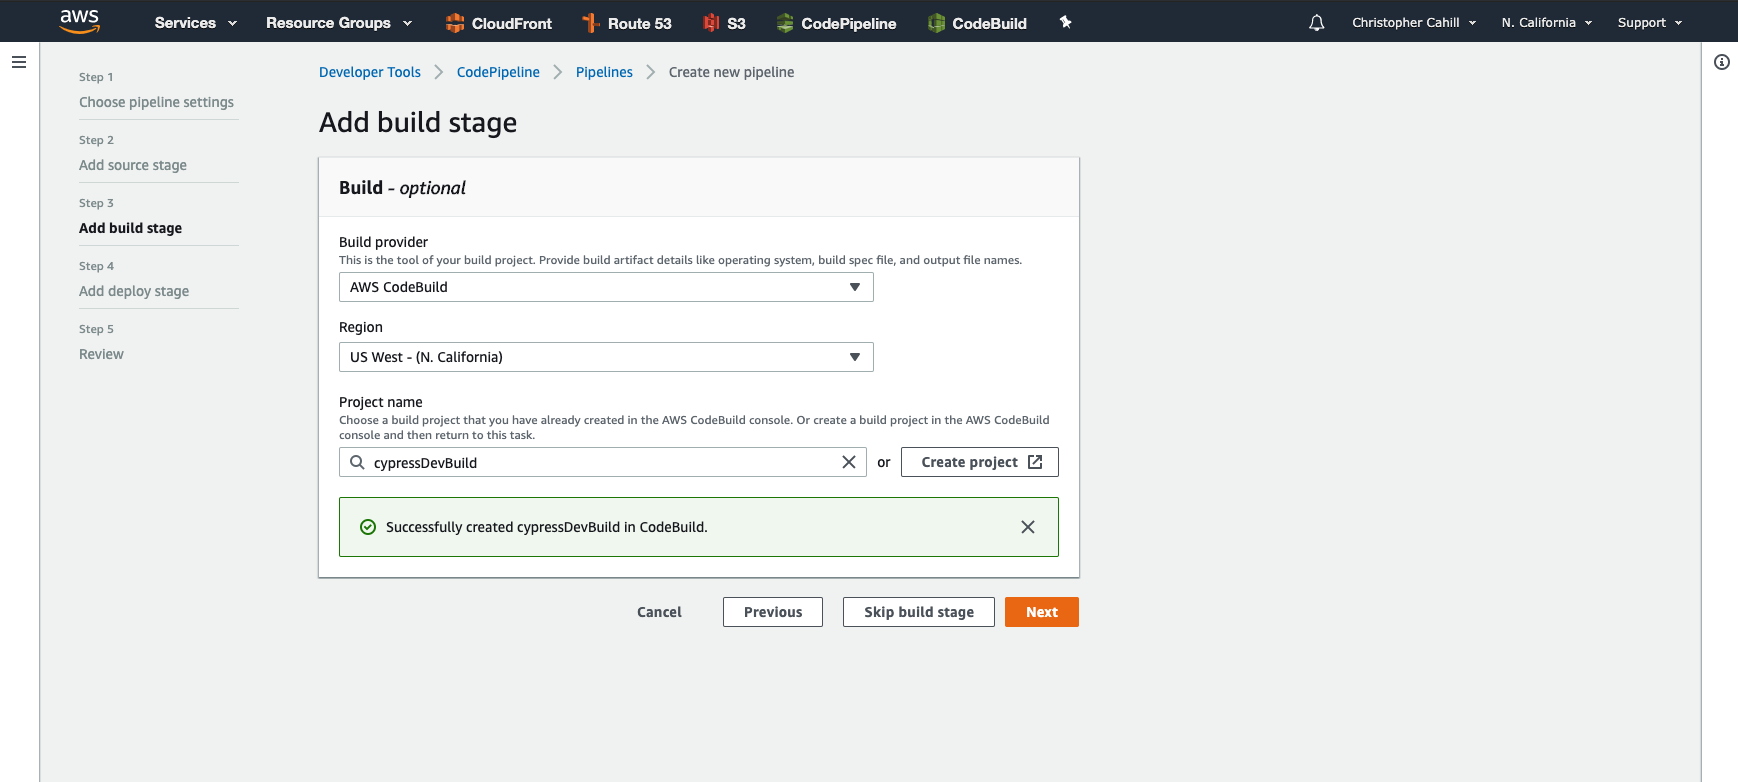 aws Services Resource Groups CloudFront Route 53 S3 CodePipeline CodeBuild Christopher Cahill N. California Support
Step 1
Choose pipeline settings
Step 2
Add source stage
Step 3
Add build stage
Step 4
Add deploy stage
Step 5
Review
Developer Tools CodePipeline Pipelines Create new pipeline
Add build stage
Build - optional
Build provider
This is the tool of your build project. Provide build artifact details like operating system, build spec file, and output file names.
AWS CodeBuild
Region
US West - (N. California)
Project name
Choose a build project that you have already created in the AWS CodeBuild console. Or create a build project in the AWS CodeBuild
console and then return to this task.
cypressDevBuild or Create project
Successfully created cypressDevBuild in CodeBuild.
Cancel Previous Skip build stage Next